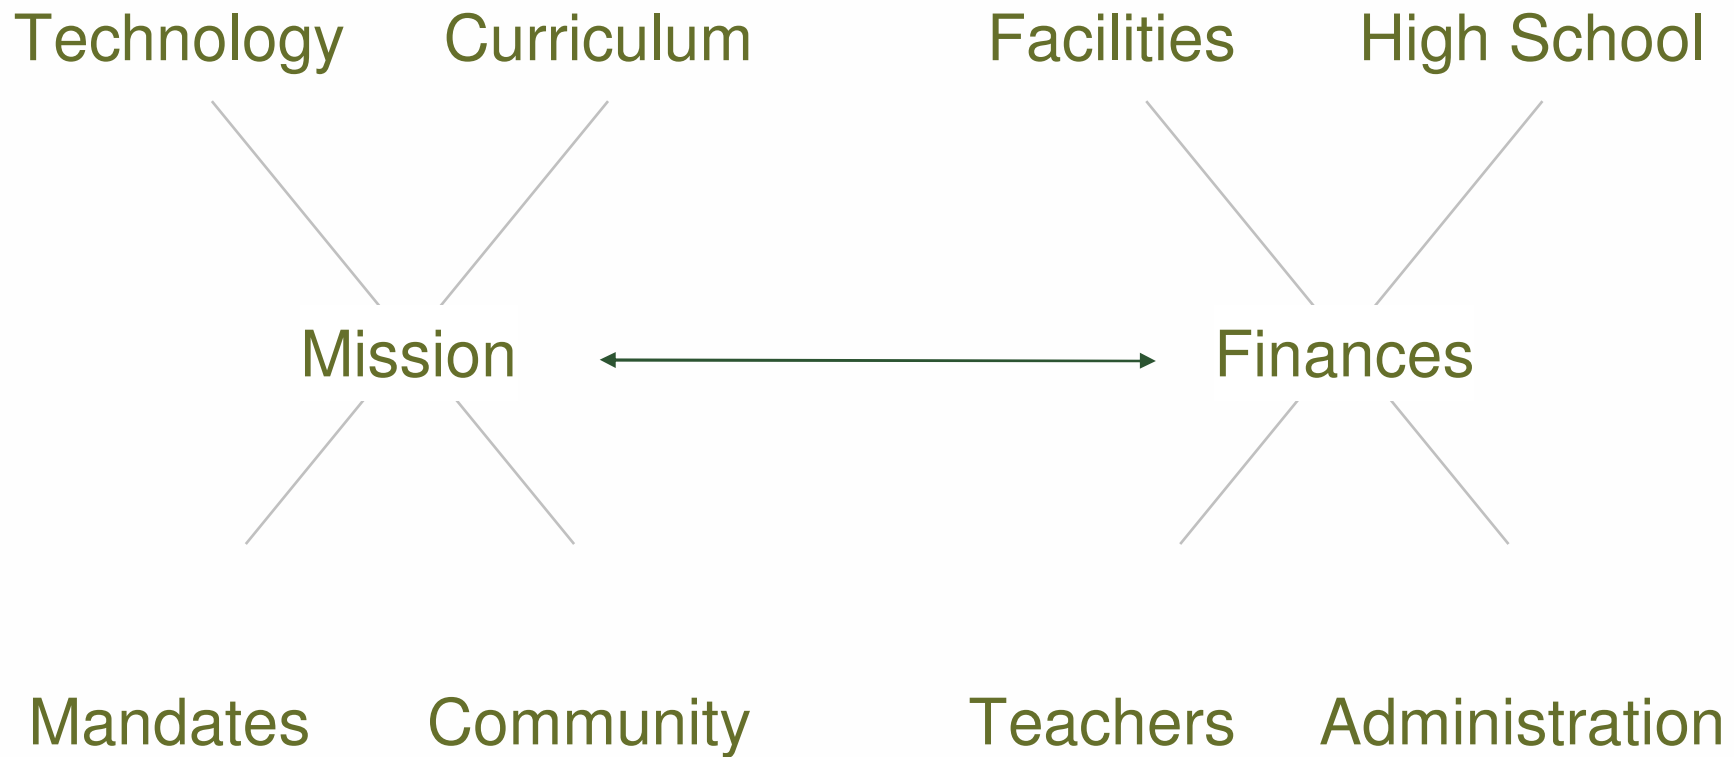 Technology Curriculum Facilities High School
Mission Finances
Mandates Community Teachers Administration